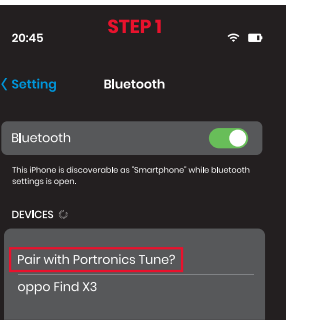 STEP 1
20:45
Setting
Bluetooth
Bluetooth
This iPhone is discoverable as "Smartphone" while bluetooth
settings is open.
DEVICES
Pair with Portronics Tune?
oppo Find X3